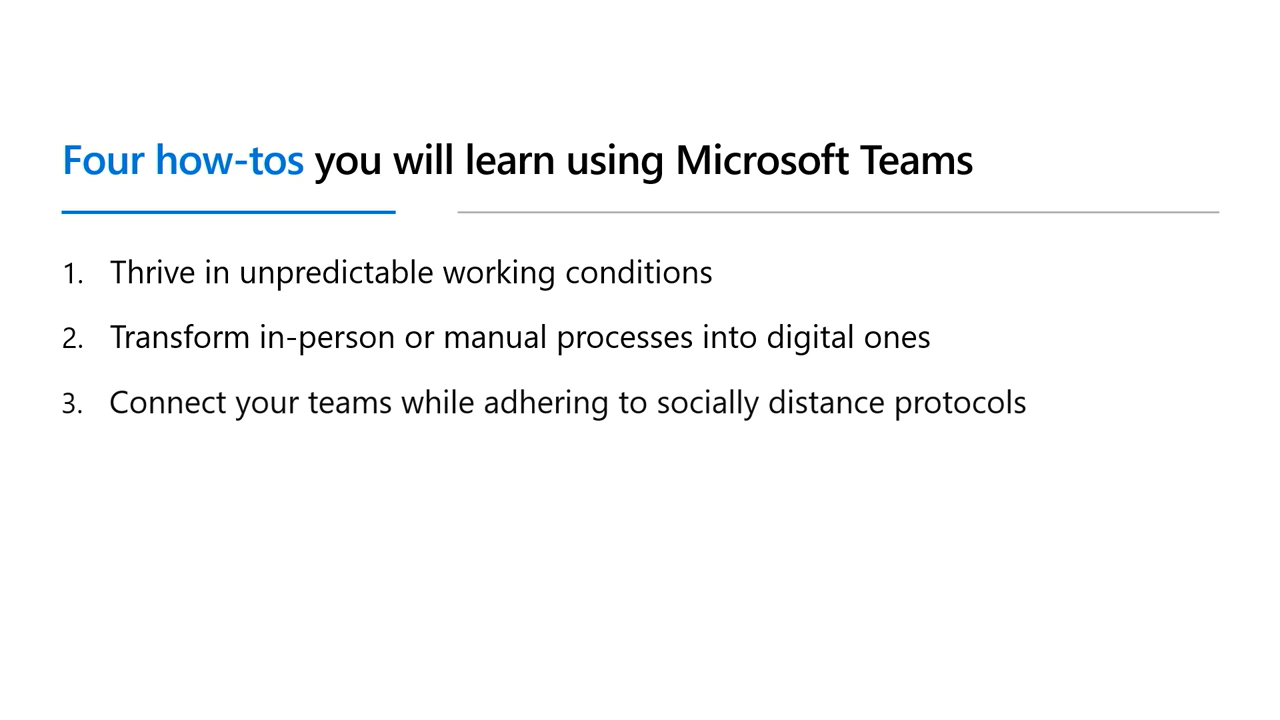 Four how-tos you will learn using Microsoft Teams
1. Thrive in unpredictable working conditions
2. Transform in-person or manual processes into digital ones
3. Connect your teams while adhering to socially distance protocols